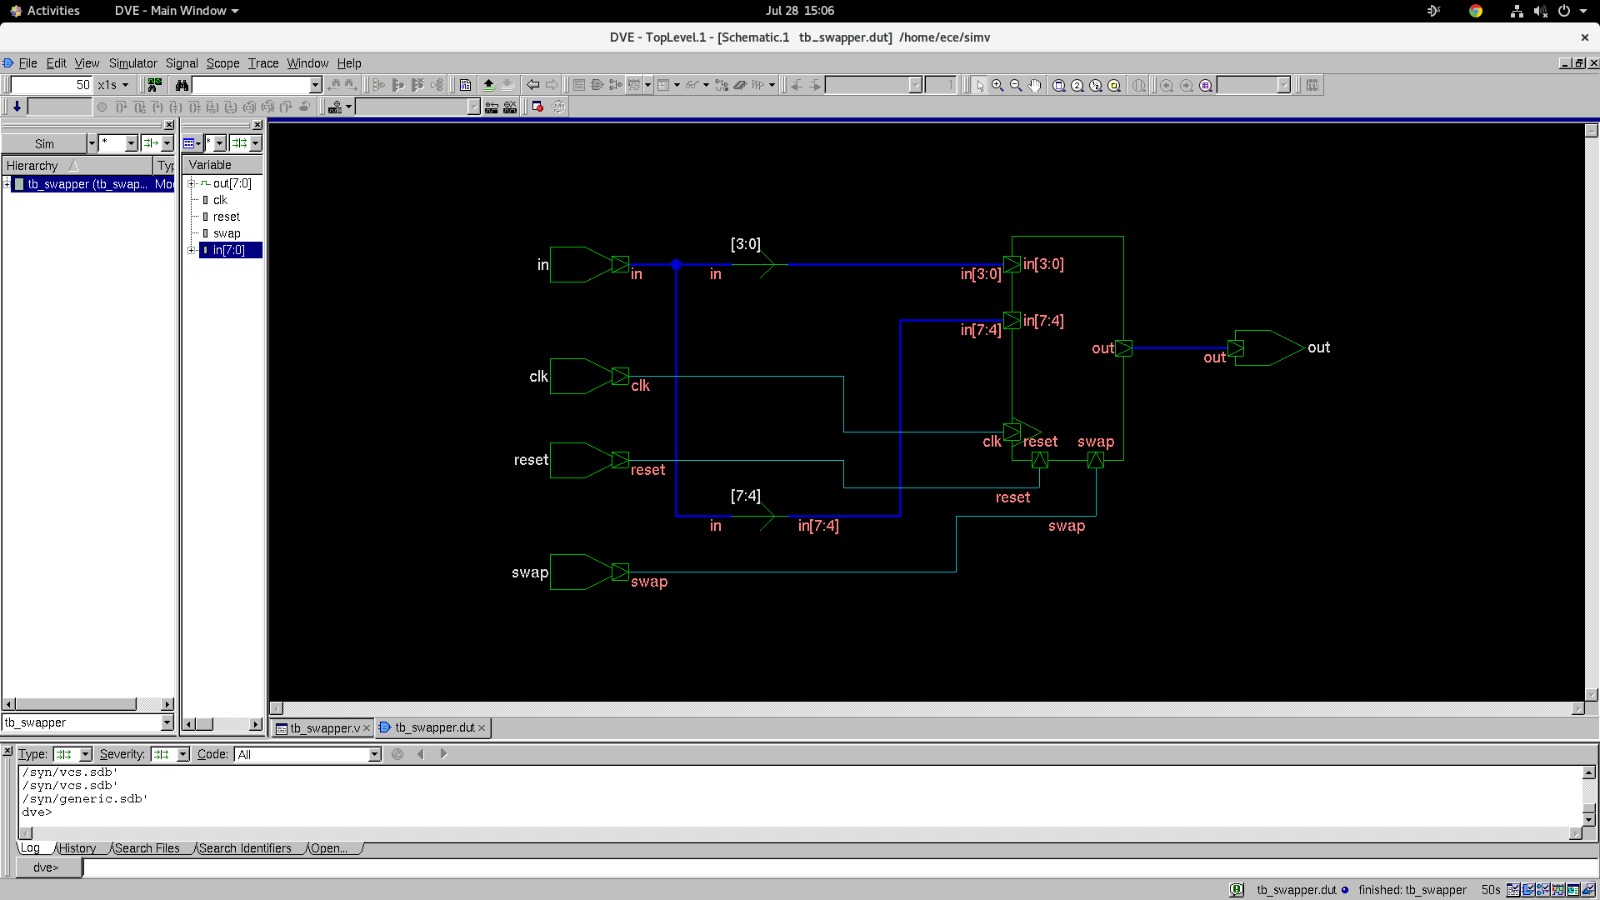 Activities
DVE - Main Window
Jul 28 15:06
DVE - TopLevel.1 - [Schematic.1 tb_swapper.dut] /home/ece/simv
File Edit View Simulator Signal Scope Trace Window Help
50 x1s
1
Sim
*
*
Hierarchy
Typ
Variable
tb_swapper (tb_swap... Mo
out[7:0]
clk
reset
swap
in[7:0]
[3:0]
in
in
in
in[3:0]
in[3:0]
in[7:4]
in[7:4]
out
out
out
clk
clk
clk
reset
swap
reset
reset
reset
[7:4]
in
in[7:4]
swap
swap
swap
tb_swapper
tb_swapper.v
tb_swapper.dut
Type:
Severity:
Code:
All
/syn/vcs.sdb'
/syn/vcs.sdb'
/syn/generic.sdb'
dve>
Log
History
Search Files
Search Identifiers
Open...
dve>
tb_swapper.dut
finished: tb_swapper
50s